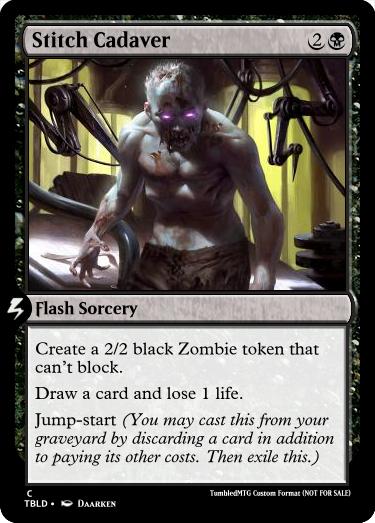 Stitch Cadaver 2
Flash Sorcery
Create a 2/2 black Zombie token that
can't block.
Draw a card and lose 1 life.
Jump-start (You may cast this from your
graveyard by discarding a card in addition
to paying its other costs. Then exile this.)
C
TumbledMTG Custom Format (NOT FOR SALE)
TBLD • Daarken